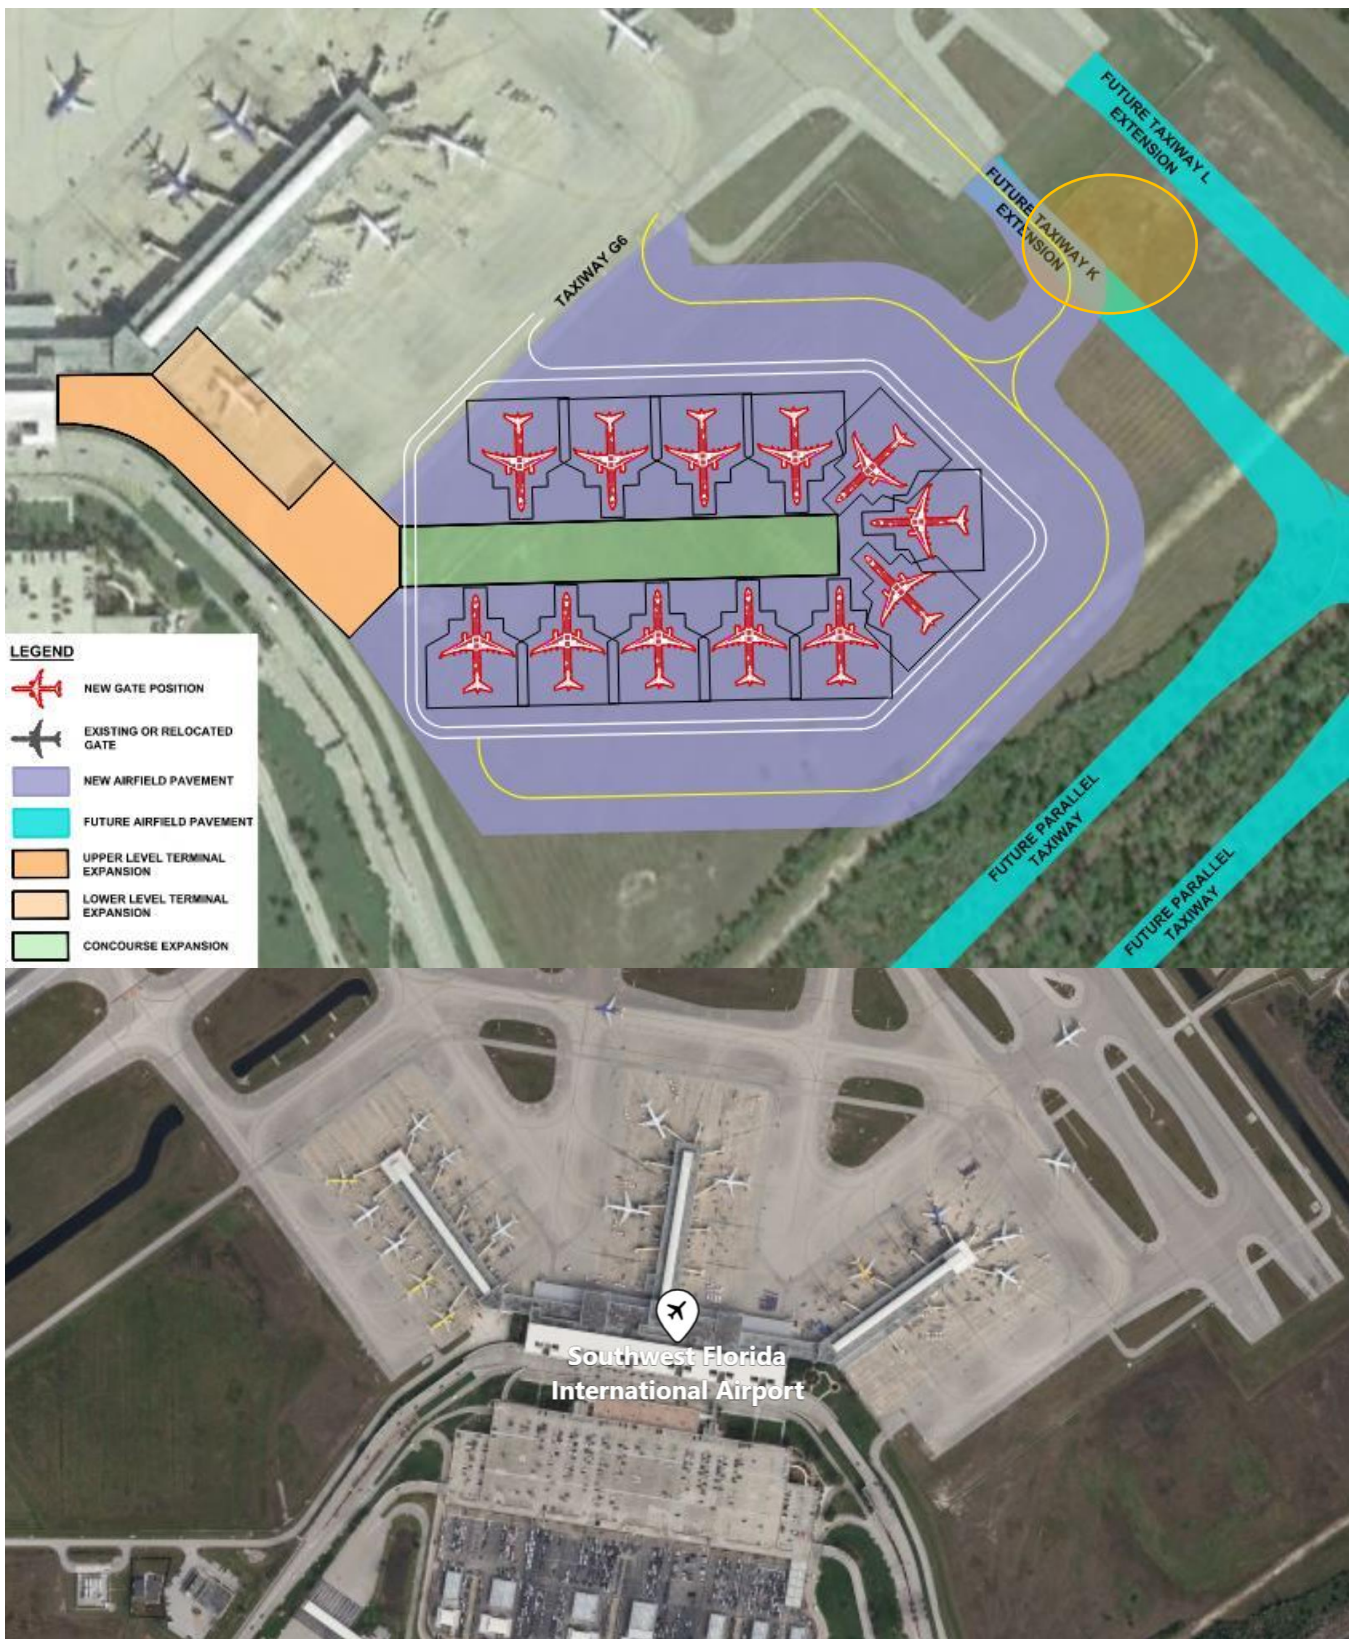 FUTURE TAXIWAY L
EXTENSION
FUTURE TAXIWAY K
EXTENSION
TAXIWAY G6
LEGEND
NEW GATE POSITION
EXISTING OR RELOCATED
GATE
NEW AIRFIELD PAVEMENT
FUTURE AIRFIELD PAVEMENT
UPPER LEVEL TERMINAL
EXPANSION
LOWER LEVEL TERMINAL
EXPANSION
CONCOURSE EXPANSION
FUTURE PARALLEL
TAXIWAY
FUTURE PARALLEL
TAXIWAY
Southwest Florida
International Airport